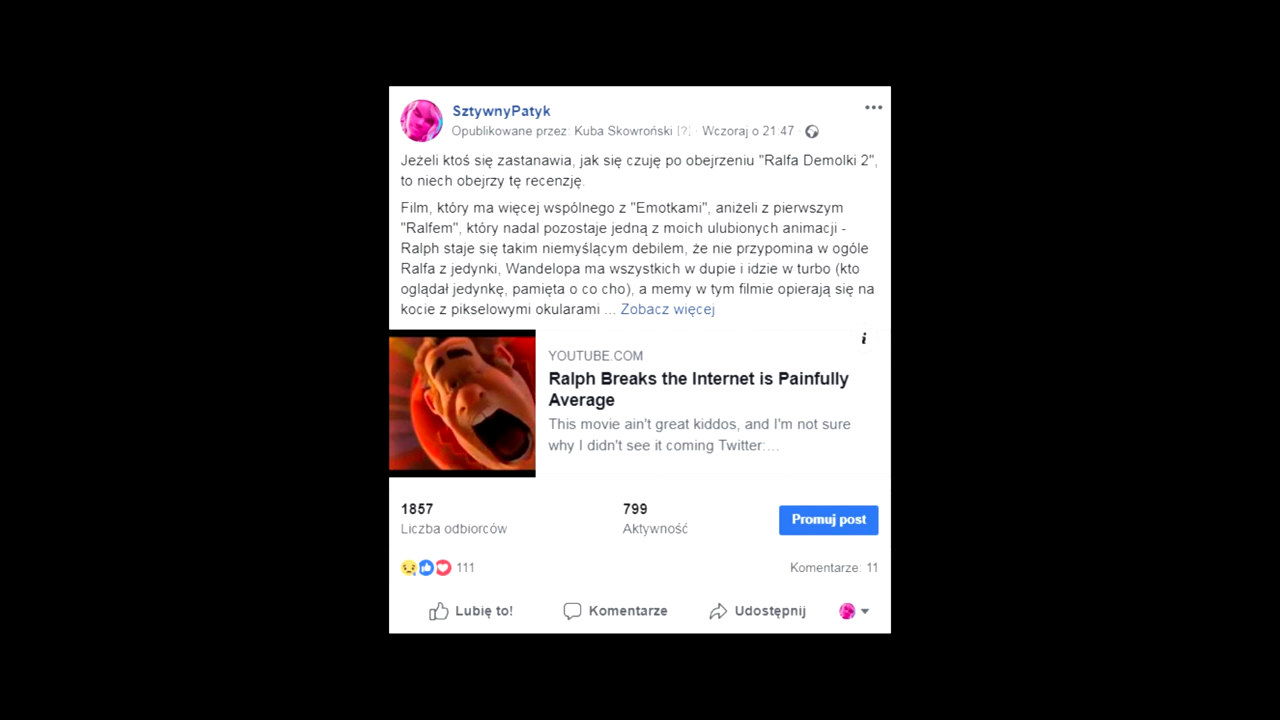 SztywnyPatyk
Opublikowane przez: Kuba Skowroński [?] · Wczoraj o 21:47 ·
Jeżeli ktoś się zastanawia, jak się czuję po obejrzeniu "Ralfa Demolki 2",
to niech obejrzy tę recenzję.
Film, który ma więcej wspólnego z "Emotkami", aniżeli z pierwszym
"Ralfem", który nadal pozostaje jedną z moich ulubionych animacji -
Ralph staje się takim niemyślącym debilem, że nie przypomina w ogóle
Ralfa z jedynki, Wandelopa ma wszystkich w dupie i idzie w turbo (kto
oglądał jedynkę, pamięta o co cho), a memy w tym filmie opierają się na
kocie z pikselowymi okularami ... Zobacz więcej
YOUTUBE.COM
Ralph Breaks the Internet is Painfully
Average
This movie ain't great kiddos, and I'm not sure
why I didn't see it coming Twitter:...
1857
Liczba odbiorców
799
Aktywność
Promuj post
111
Komentarze: 11
Lubię to!
Komentarze
Udostępnij